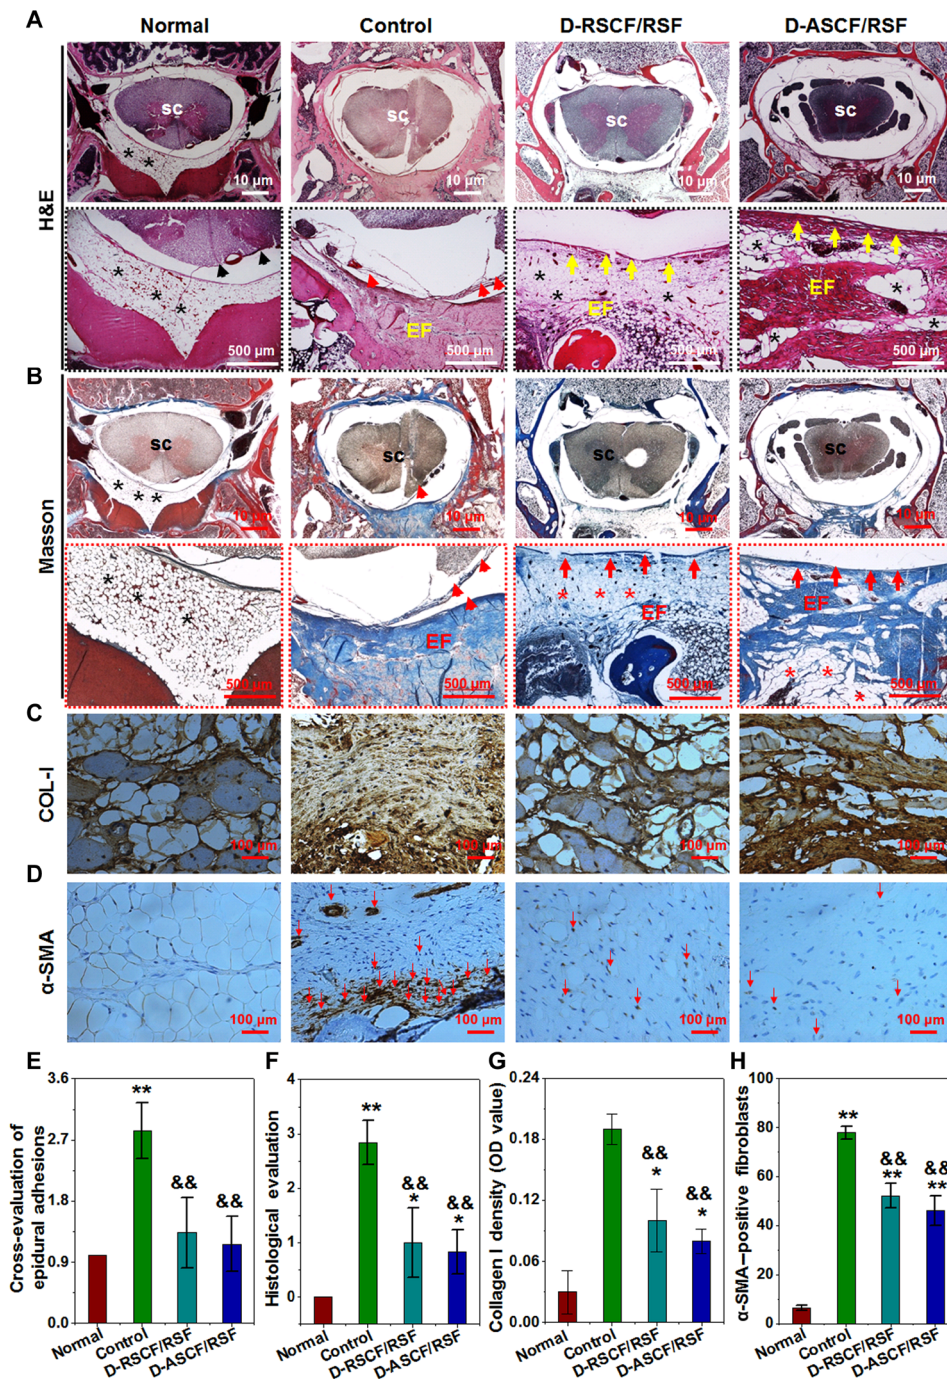 A
Normal
Control
D-RSCF/RSF
D-ASCF/RSF
H&E
sc
**
10 μm
sc
10 μm
sc
10 μm
sc
10 μm
***
500 μm
EF
500 μm
***
EF
500 μm
****
EF
500 μm
B
Masson
sc
***
10 μm
sc
10 μm
sc
10 μm
sc
10 μm
***
500 μm
EF
500 μm
***
EF
500 μm
EF
***
500 μm
C
COL-I
100 μm
100 μm
100 μm
100 μm
D
α-SMA
100 μm
100 μm
100 μm
100 μm
E
Cross-evaluation of
epidural adhesions
3.6
2.7
1.8
0.9
0.0
**
&&
&&
Normal
Control
D-RSCF/RSF
D-ASCF/RSF
F
Histological evaluation
4
3
2
1
0
**
&&
*
&&
*
Normal
Control
D-RSCF/RSF
D-ASCF/RSF
G
Collagen I density (OD value)
0.24
0.18
0.12
0.06
0.00
&&
*
&&
*
Normal
Control
D-RSCF/RSF
D-ASCF/RSF
H
α-SMA–positive fibroblasts
100
80
60
40
20
0
**
&&
**
&&
**
Normal
Control
D-RSCF/RSF
D-ASCF/RSF